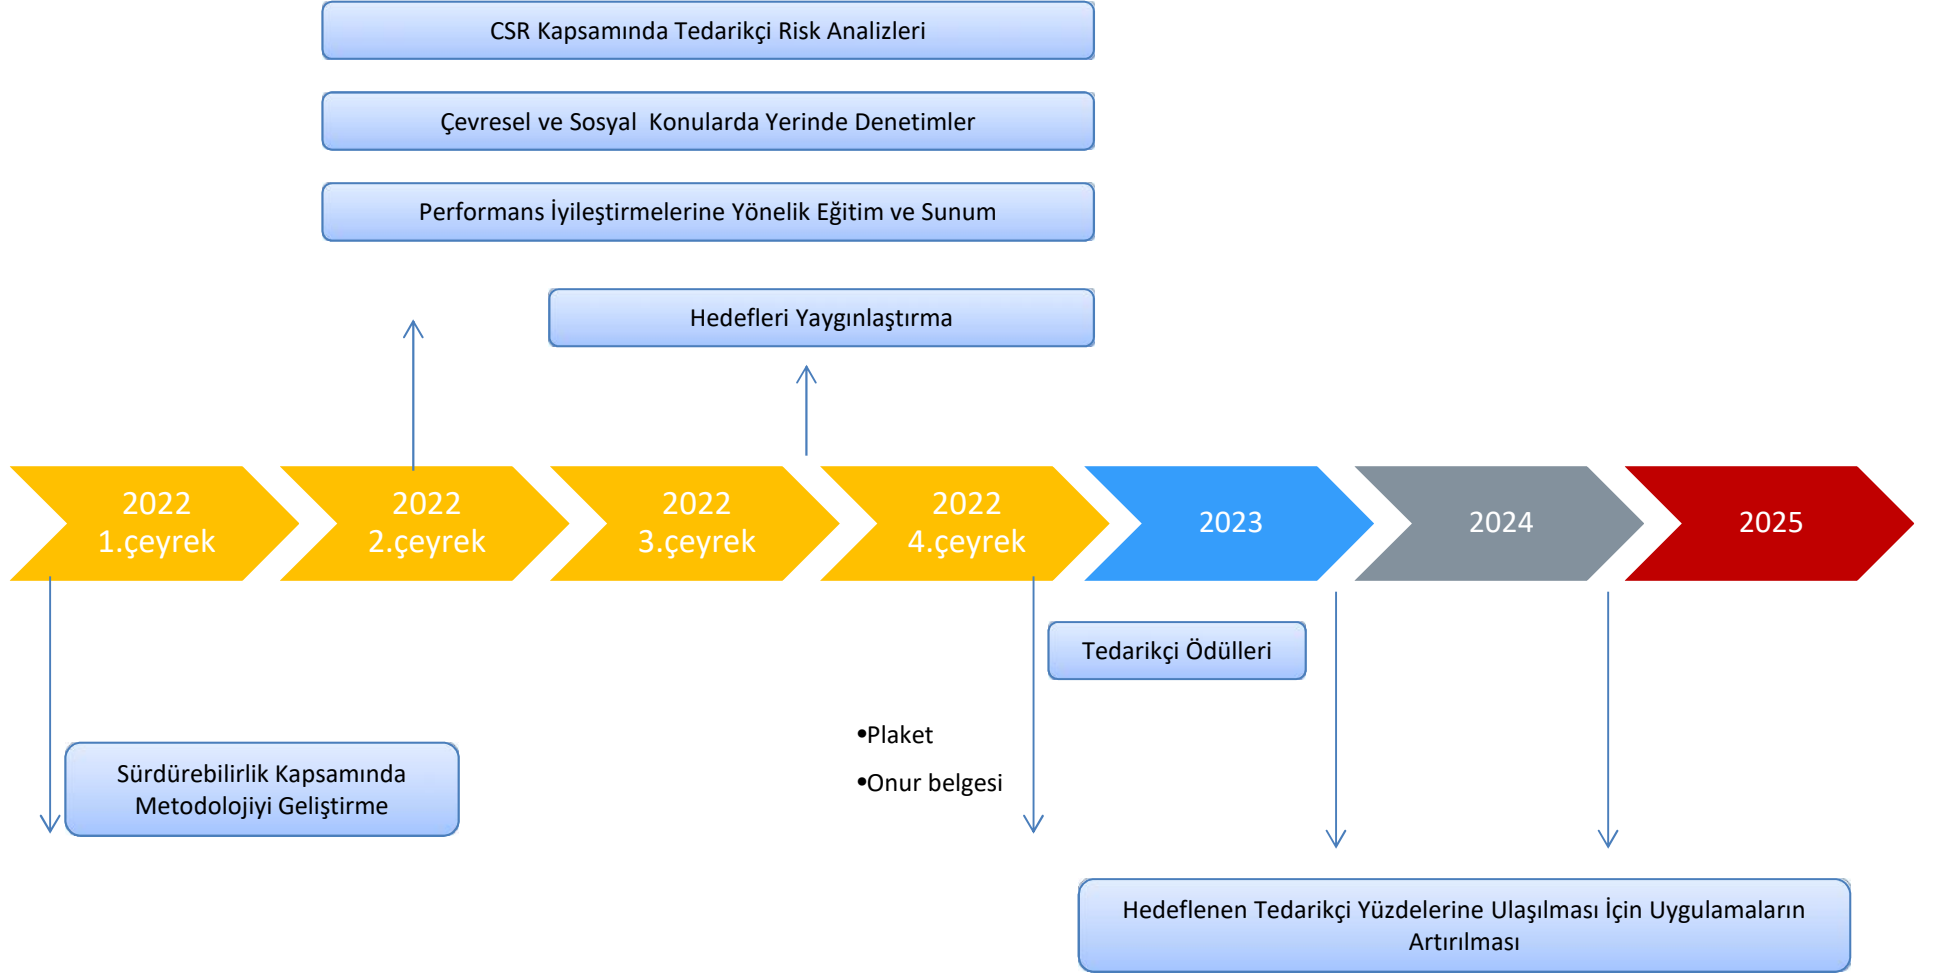 CSR Kapsamında Tedarikçi Risk Analizleri
Çevresel ve Sosyal  Konularda Yerinde Denetimler
Performans İyileştirmelerine Yönelik Eğitim ve Sunum
Hedefleri Yaygınlaştırma
2022
1.çeyrek
2022
2.çeyrek
2022
3.çeyrek
2022
4.çeyrek
2023
2024
2025
Tedarikçi Ödülleri
•Plaket
•Onur belgesi
Sürdürebilirlik Kapsamında
Metodolojiyi Geliştirme
Hedeflenen Tedarikçi Yüzdelerine Ulaşılması İçin Uygulamaların
Artırılması